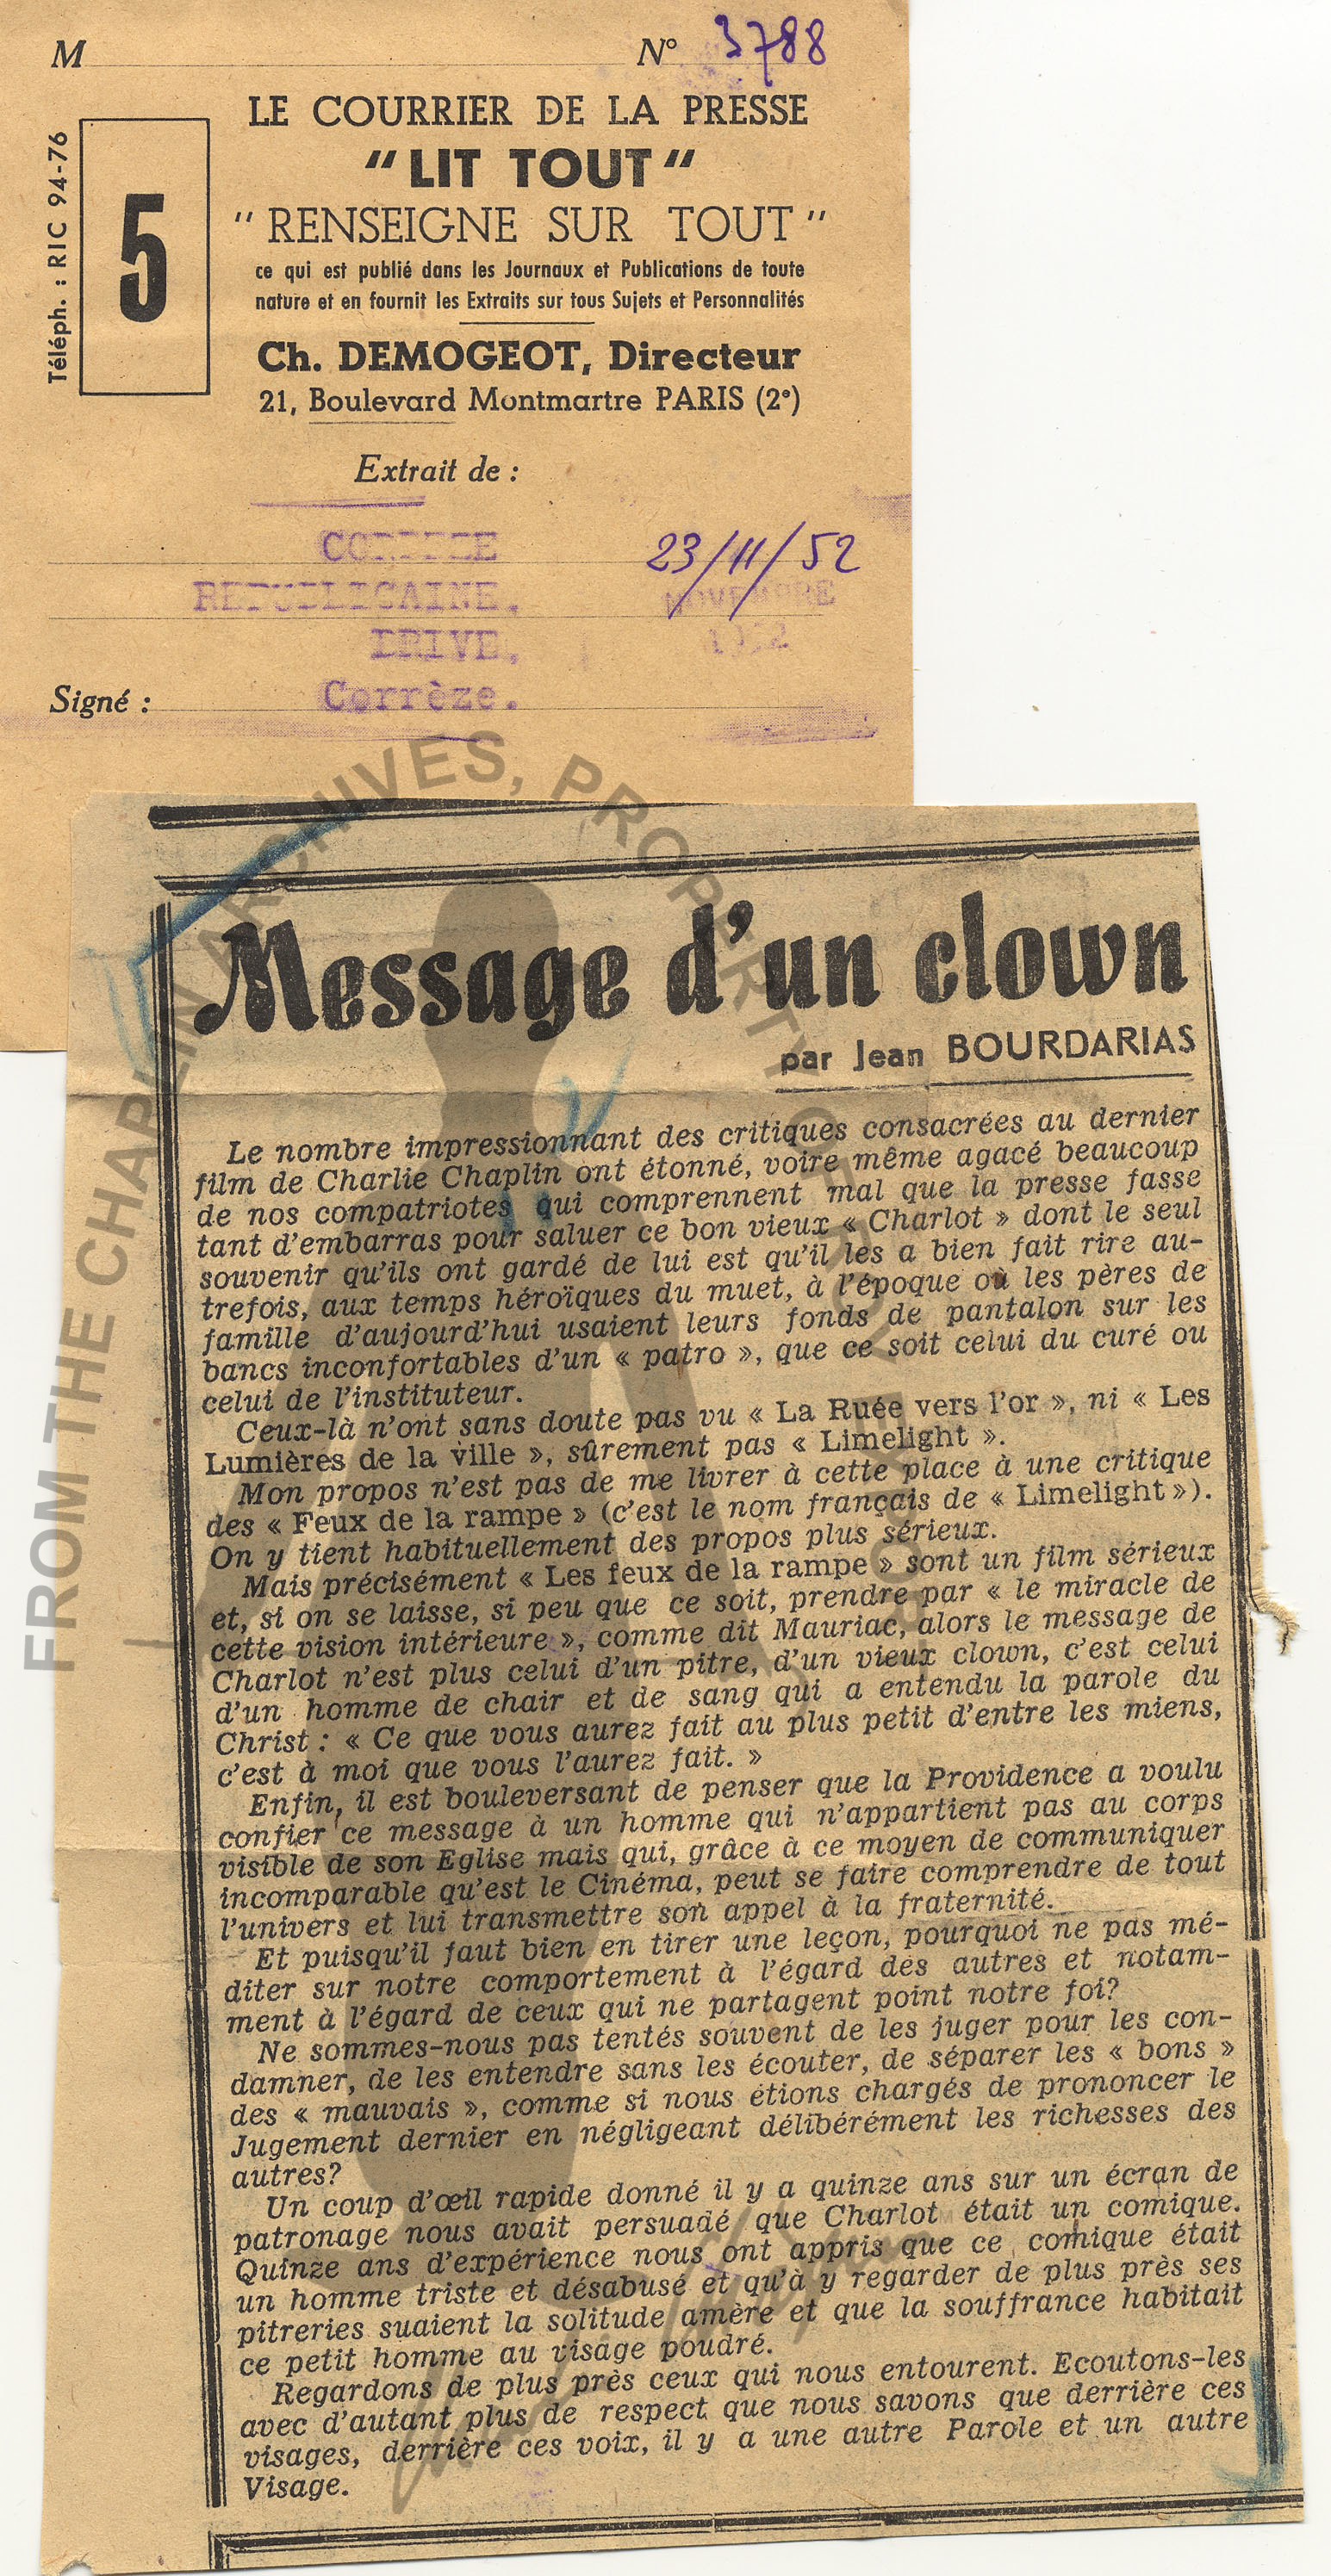 M N° 3788
LE COURRIER DE LA PRESSE
"LIT TOUT"
"RENSEIGNE SUR TOUT"
ce qui est publié dans les Journaux et Publications de toute
nature et en fournit les Extraits sur tous Sujets et Personnalités
Ch. DEMOGEOT, Directeur
21, Boulevard Montmartre PARIS (2e)
Téléph. : RIC 94-76
5
Extrait de :
23/11/52
REPUBLICAINE.
NOVEMBRE
BRIVE.
1952
Signé : Corrèze.
FROM THE CHAPLIN ARCHIVES, PROPERTY OF
Message d'un clown
par Jean BOURDARIAS
Le nombre impressionnant des critiques consacrées au dernier
film de Charlie Chaplin ont étonné, voire même agacé beaucoup
de nos compatriotes qui comprennent mal que la presse fasse
tant d'embarras pour saluer ce bon vieux « Charlot » dont le seul
souvenir qu'ils ont gardé de lui est qu'il les a bien fait rire au-
trefois, aux temps héroïques du muet, à l'époque où les pères de
famille d'aujourd'hui usaient leurs fonds de pantalon sur les
bancs inconfortables d'un « patro », que ce soit celui du curé ou
celui de l'instituteur.
Ceux-là n'ont sans doute pas vu « La Ruée vers l'or », ni « Les
Lumières de la ville », sûrement pas « Limelight ».
Mon propos n'est pas de me livrer à cette place à une critique
des « Feux de la rampe » (c'est le nom français de « Limelight »).
On y tient habituellement des propos plus sérieux.
Mais précisément « Les feux de la rampe » sont un film sérieux
et, si on se laisse, si peu que ce soit, prendre par « le miracle de
cette vision intérieure », comme dit Mauriac, alors le message de
Charlot n'est plus celui d'un pitre, d'un vieux clown, c'est celui
d'un homme de chair et de sang qui a entendu la parole du
Christ : « Ce que vous aurez fait au plus petit d'entre les miens,
c'est à moi que vous l'aurez fait. »
Enfin, il est bouleversant de penser que la Providence a voulu
confier ce message à un homme qui n'appartient pas au corps
visible de son Eglise mais qui, grâce à ce moyen de communiquer
incomparable qu'est le Cinéma, peut se faire comprendre de tout
l'univers et lui transmettre son appel à la fraternité.
Et puisqu'il faut bien en tirer une leçon, pourquoi ne pas mé-
diter sur notre comportement à l'égard des autres et notam-
ment à l'égard de ceux qui ne partagent point notre foi?
Ne sommes-nous pas tentés souvent de les juger pour les con-
damner, de les entendre sans les écouter, de séparer les « bons »
des « mauvais », comme si nous étions chargés de prononcer le
Jugement dernier en négligeant délibérément les richesses des
autres?
Un coup d'œil rapide donné il y a quinze ans sur un écran de
patronage nous avait persuadé que Charlot était un comique.
Quinze ans d'expérience nous ont appris que ce comique était
un homme triste et désabusé et qu'à y regarder de plus près ses
pitreries suaient la solitude amère et que la souffrance habitait
ce petit homme au visage poudré.
Regardons de plus près ceux qui nous entourent. Ecoutons-les
avec d'autant plus de respect que nous savons que derrière ces
visages, derrière ces voix, il y a une autre Parole et un autre
Visage.